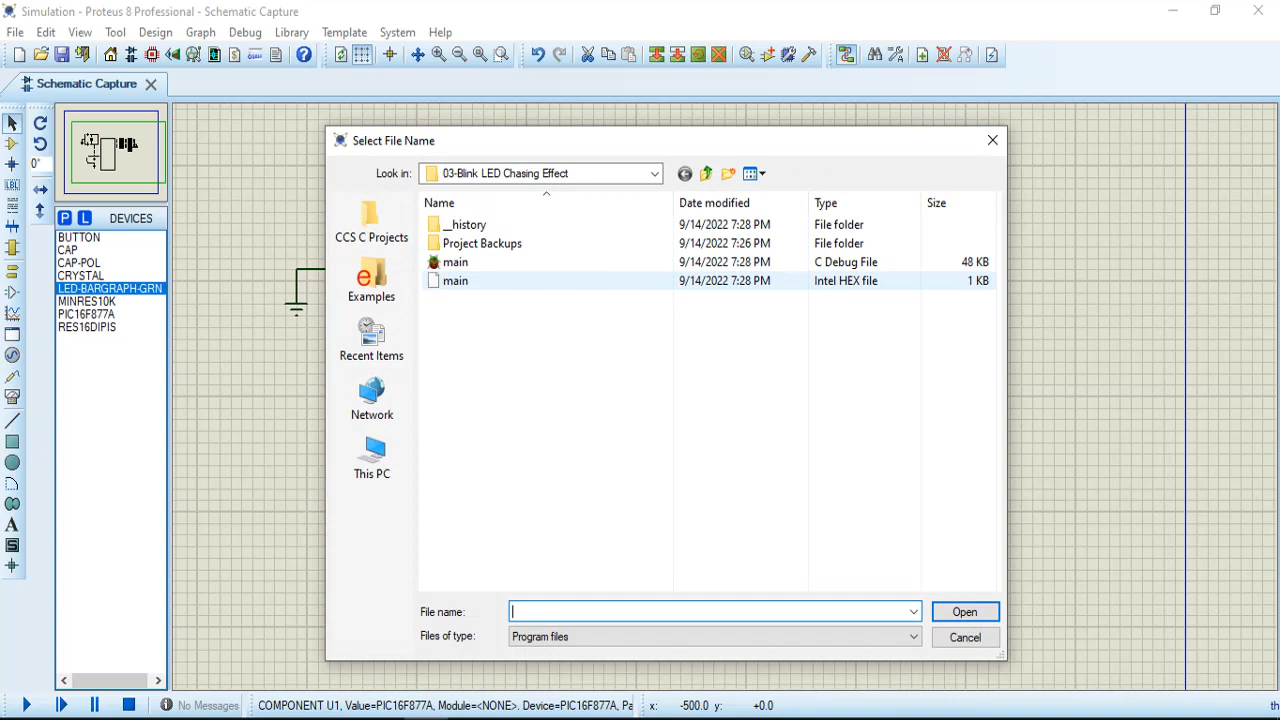 Simulation - Proteus 8 Professional - Schematic Capture
File Edit View Tool Design Graph Debug Library Template System Help
Schematic Capture
0°
P L DEVICES
BUTTON
CAP
CAP-POL
CRYSTAL
LED-BARGRAPH-GRN
MINRES10K
PIC16F877A
RES16DIPIS
LBL
Select File Name
Look in: 03-Blink LED Chasing Effect
Name Date modified Type Size
__history 9/14/2022 7:28 PM File folder
Project Backups 9/14/2022 7:26 PM File folder
main 9/14/2022 7:28 PM C Debug File 48 KB
main 9/14/2022 7:28 PM Intel HEX file 1 KB
CCS C Projects
Examples
Recent Items
Network
This PC
File name:
Open
Files of type: Program files
Cancel
No Messages COMPONENT U1, Value=PIC16F877A, Module=<NONE>. Device=PIC16F877A, Pa x: -500.0 y: +0.0 th